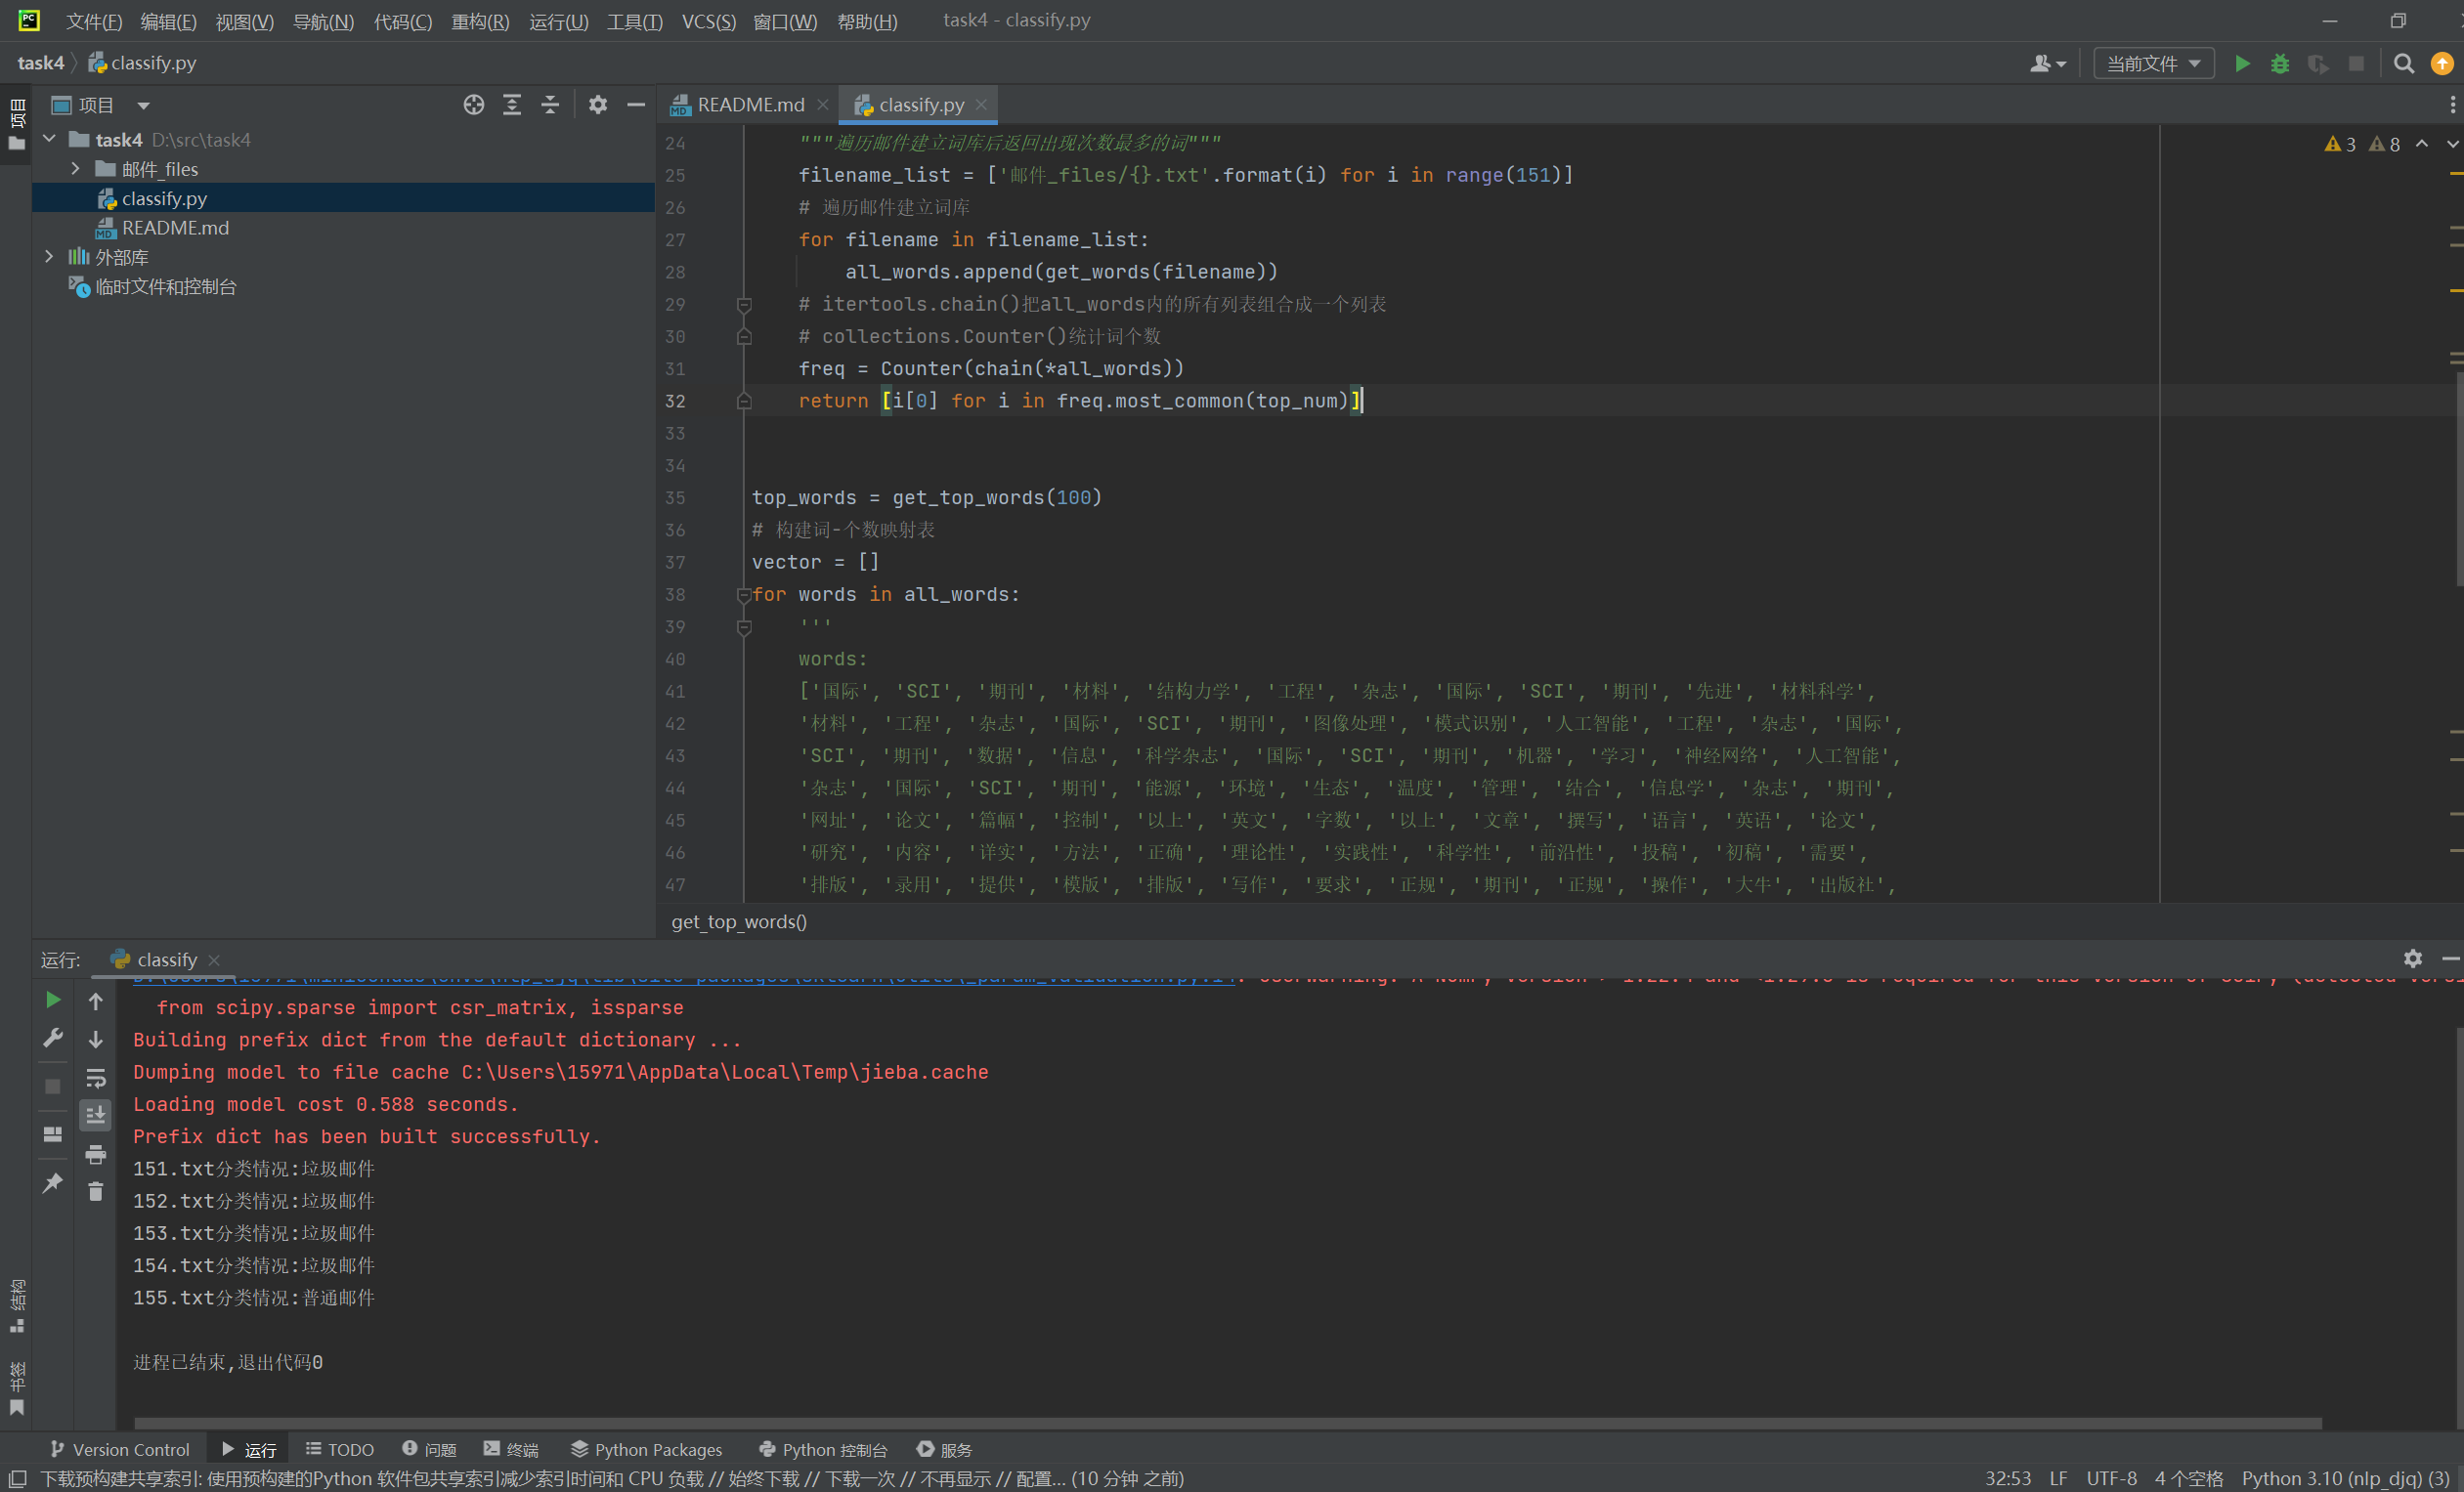 文件(F) 编辑(E) 视图(V) 导航(N) 代码(C) 重构(R) 运行(U) 工具(T) VCS(S) 窗口(W) 帮助(H) task4 - classify.py
task4 classify.py 当前文件
项目
项目
README.md classify.py
task4 D:\src\task4
邮件_files
classify.py
README.md
外部库
临时文件和控制台
3 8
24 """遍历邮件建立词库后返回出现次数最多的词"""
25 filename_list = ['邮件_files/{}.txt'.format(i) for i in range(151)]
26 # 遍历邮件建立词库
27 for filename in filename_list:
28 all_words.append(get_words(filename))
29 # itertools.chain()把all_words内的所有列表组合成一个列表
30 # collections.Counter()统计词个数
31 freq = Counter(chain(*all_words))
32 return [i[0] for i in freq.most_common(top_num)]
33
34
35 top_words = get_top_words(100)
36 # 构建词-个数映射表
37 vector = []
38 for words in all_words:
39 '''
40 words:
41 ['国际', 'SCI', '期刊', '材料', '结构力学', '工程', '杂志', '国际', 'SCI', '期刊', '先进', '材料科学',
42 '材料', '工程', '杂志', '国际', 'SCI', '期刊', '图像处理', '模式识别', '人工智能', '工程', '杂志', '国际',
43 'SCI', '期刊', '数据', '信息', '科学杂志', '国际', 'SCI', '期刊', '机器', '学习', '神经网络', '人工智能',
44 '杂志', '国际', 'SCI', '期刊', '能源', '环境', '生态', '温度', '管理', '结合', '信息学', '杂志', '期刊',
45 '网址', '论文', '篇幅', '控制', '以上', '英文', '字数', '以上', '文章', '撰写', '语言', '英语', '论文',
46 '研究', '内容', '详实', '方法', '正确', '理论性', '实践性', '科学性', '前沿性', '投稿', '初稿', '需要',
47 '排版', '录用', '提供', '模版', '排版', '写作', '要求', '正规', '期刊', '正规', '操作', '大牛', '出版社',
get_top_words()
运行: classify
from scipy.sparse import csr_matrix, issparse
Building prefix dict from the default dictionary ...
Dumping model to file cache C:\Users\15971\AppData\Local\Temp\jieba.cache
Loading model cost 0.588 seconds.
Prefix dict has been built successfully.
151.txt分类情况:垃圾邮件
152.txt分类情况:垃圾邮件
153.txt分类情况:垃圾邮件
154.txt分类情况:垃圾邮件
155.txt分类情况:普通邮件
进程已结束,退出代码0
结构
书签
Version Control 运行 TODO 问题 终端 Python Packages Python 控制台 服务
下载预构建共享索引: 使用预构建的Python 软件包共享索引减少索引时间和 CPU 负载 // 始终下载 // 下载一次 // 不再显示 // 配置... (10 分钟 之前) 32:53 LF UTF-8 4 个空格 Python 3.10 (nlp_djq) (3)